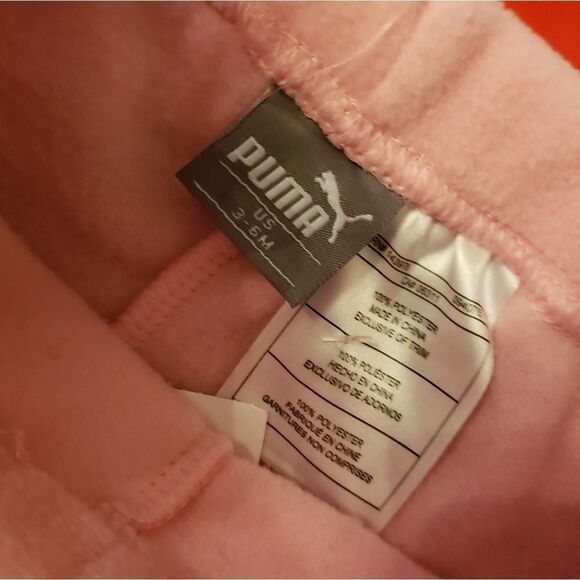 PUMA
US
3-6M
100% POLYESTER
MADE IN CHINA
EXCLUSIVE OF TRIM
100% POLIÉSTER
HECHO EN CHINA
EXCLUSIVO DE ADORNOS
100% POLYESTER
FABRIQUÉ EN CHINE
GARNITURES NON COMPRISES